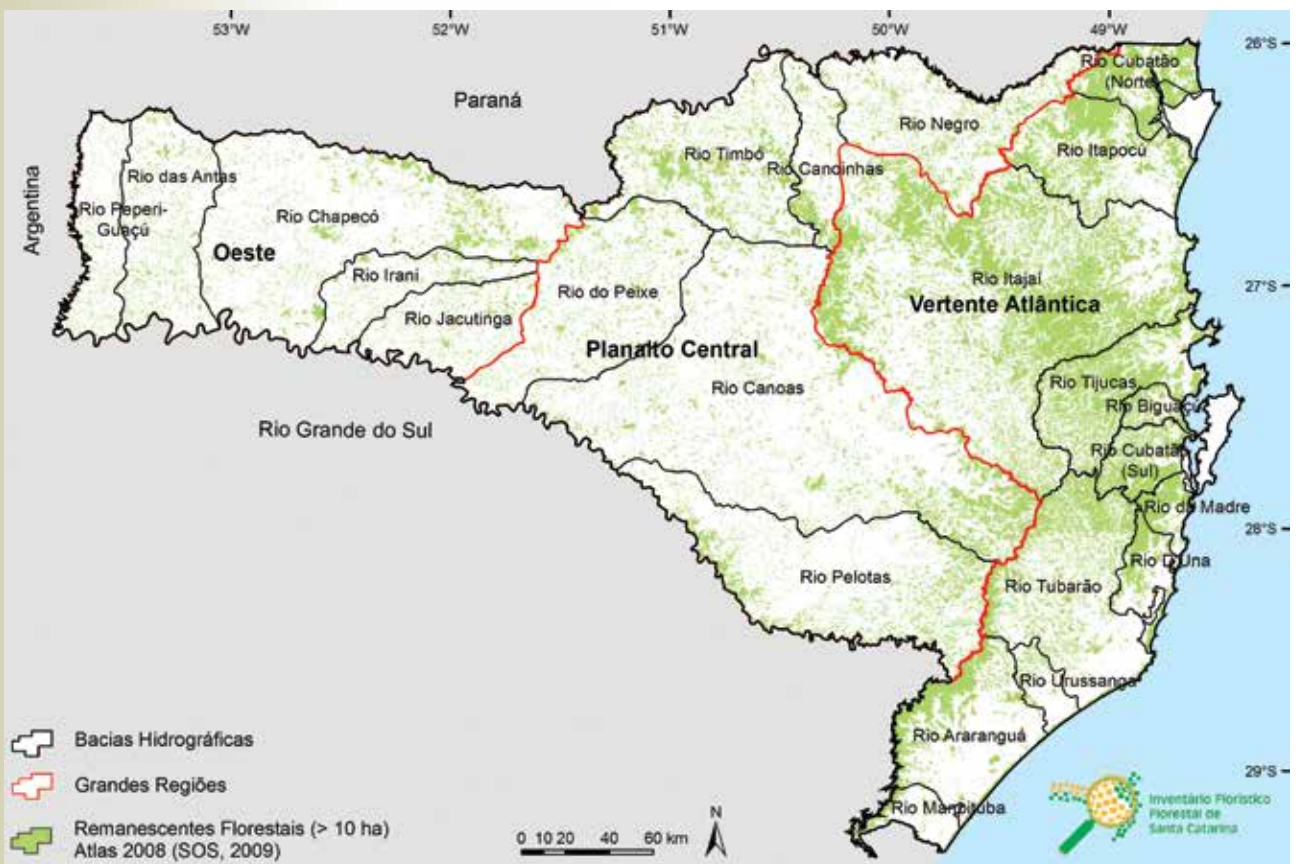 53°W
52°W
51°W
50°W
49°W
26°S
Rio Cubatão
(Norte)
Paraná
Rio Negro
Rio Timbó
Rio Itapocú
Rio Canoinhas
Rio das Antas
Argentina
Rio Peperi-
Guaçú
Rio Chapecó
Oeste
Rio Irani
Rio Itajaí
27°S
Rio do Peixe
Vertente Atlântica
Rio Jacutinga
Planalto Central
Rio Canoas
Rio Tijucas
Rio Biguaçu
Rio Grande do Sul
Rio Cubatão
(Sul)
Rio da Madre
28°S
Rio D'Una
Rio Pelotas
Rio Tubarão
Rio Urussanga
Bacias Hidrográficas
Rio Araranguá
Grandes Regiões
29°S
Rio Mampituba
Remanescentes Florestais (> 10 ha)
Atlas 2008 (SOS, 2009)
0 10 20 40 60 km
N
Inventário Florístico
Florestal de
Santa Catarina